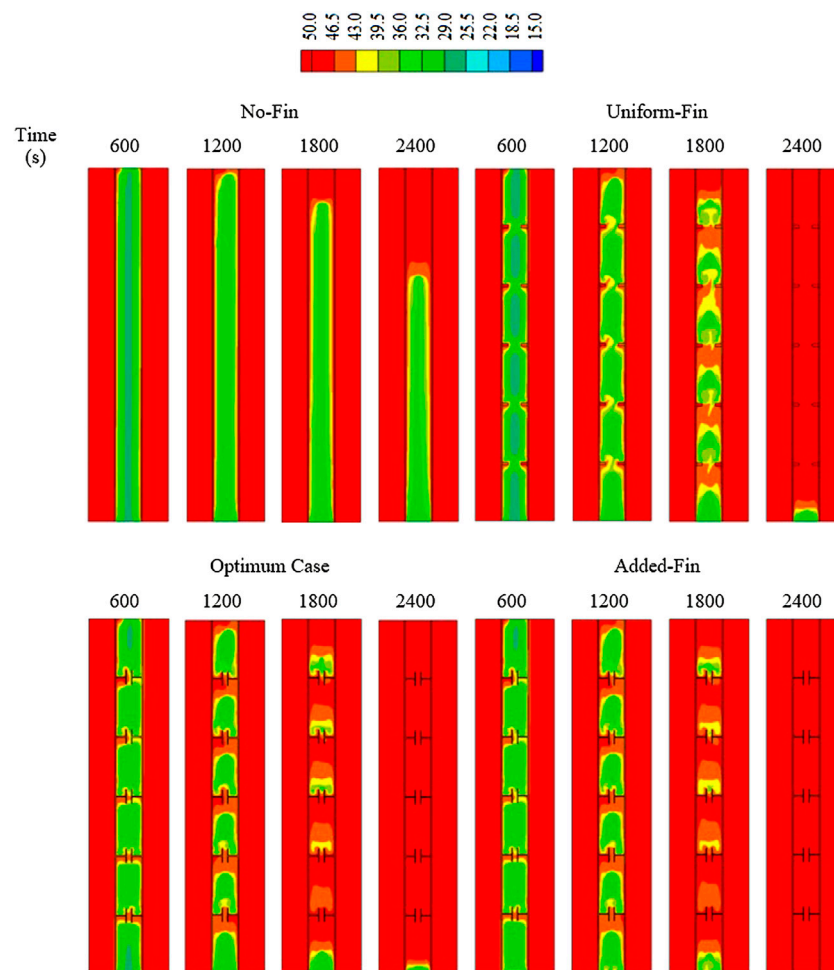 50.0 46.5 43.0 39.5 36.0 32.5 29.0 25.5 22.0 18.5 15.0
No-Fin Uniform-Fin
Time
(s)
600 1200 1800 2400 600 1200 1800 2400
Optimum Case Added-Fin
600 1200 1800 2400 600 1200 1800 2400